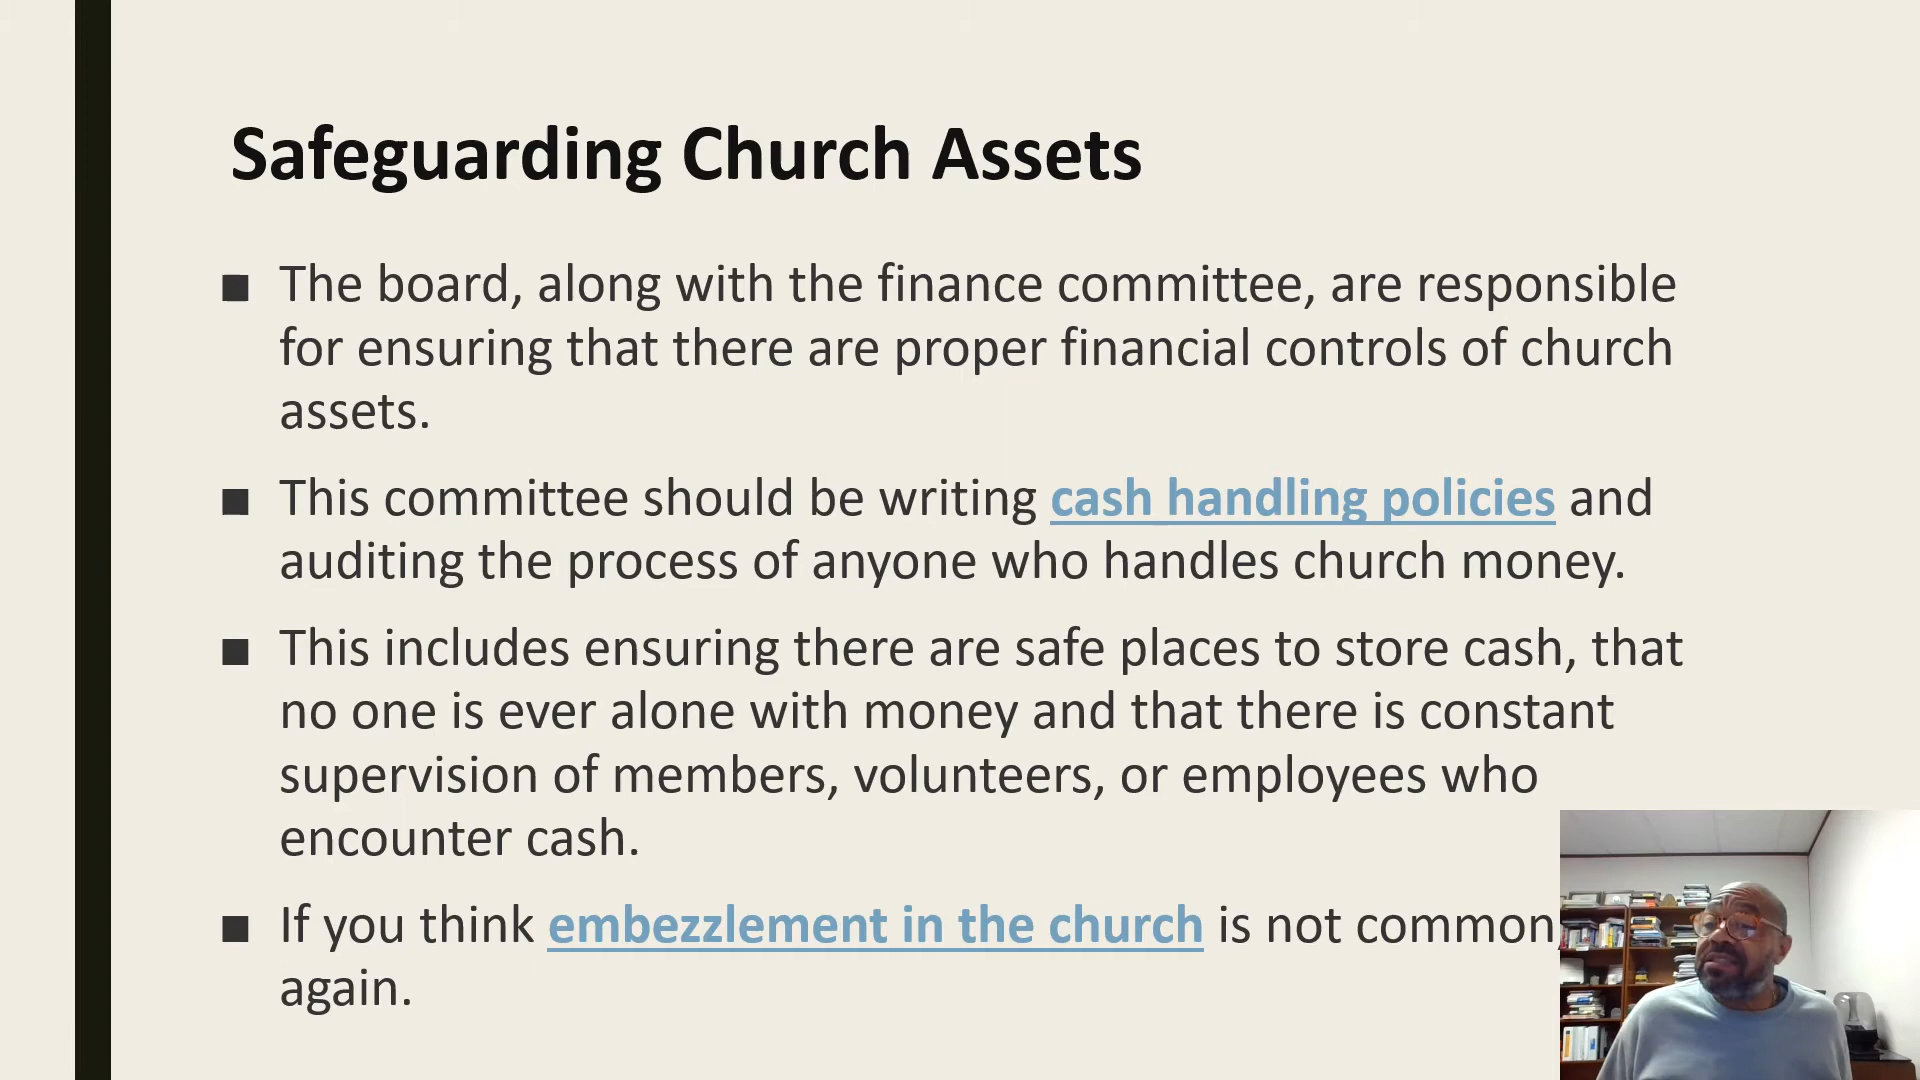 Safeguarding Church Assets
■ The board, along with the finance committee, are responsible
for ensuring that there are proper financial controls of church
assets.
■ This committee should be writing cash handling policies and
auditing the process of anyone who handles church money.
■ This includes ensuring there are safe places to store cash, that
no one is ever alone with money and that there is constant
supervision of members, volunteers, or employees who
encounter cash.
■ If you think embezzlement in the church is not common,
again.